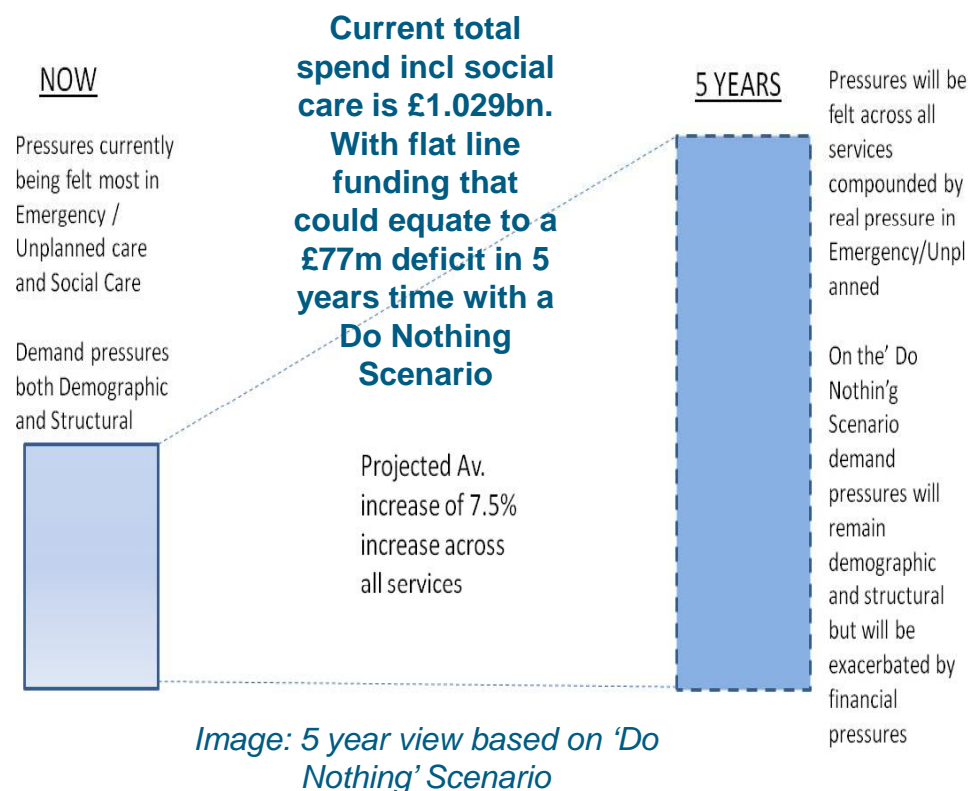 NOW
Pressures currently
being felt most in
Emergency /
Unplanned care
and Social Care
Demand pressures
both Demographic
and Structural
Current total
spend incl social
care is £1.029bn.
With flat line
funding that
could equate to a
£77m deficit in 5
years time with a
Do Nothing
Scenario
Projected Av.
increase of 7.5%
increase across
all services
5 YEARS
Pressures will be
felt across all
services
compounded by
real pressure in
Emergency/Unpl
anned
On the’ Do
Nothin’g
Scenario
demand
pressures will
remain
demographic
and structural
but will be
exacerbated by
financial
pressures
Image: 5 year view based on ‘Do
Nothing’ Scenario